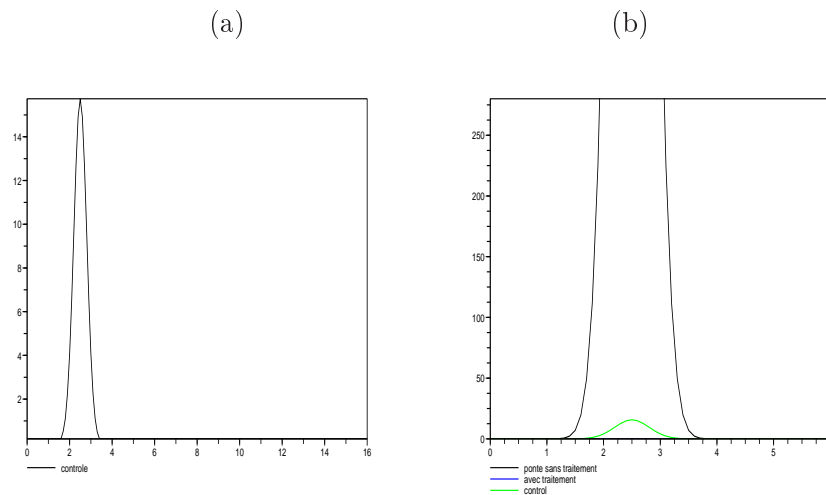 (a)
(b)
14
12
10
8
6
4
2
0 2 4 6 8 10 12 14 16
controle
250
200
150
100
50
0
0 1 2 3 4 5
ponte sans traitement
avec traitement
control